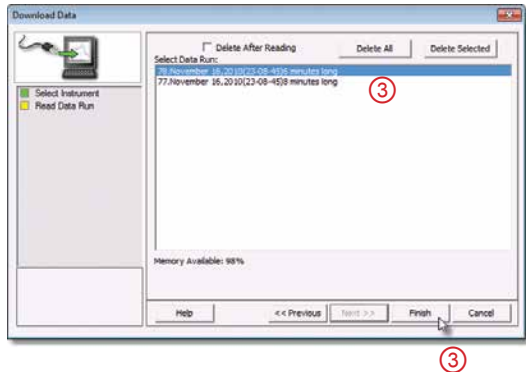 Download Data
Delete After Reading
Delete All
Delete Selected
Select Data Run:
78.November 16,2010(23-08-45)6 minutes long
77.November 16,2010(23-08-45)8 minutes long
③
Select Instrument
Read Data Run
Memory Available: 98%
Help
<< Previous
Next >>
Finish
Cancel
③